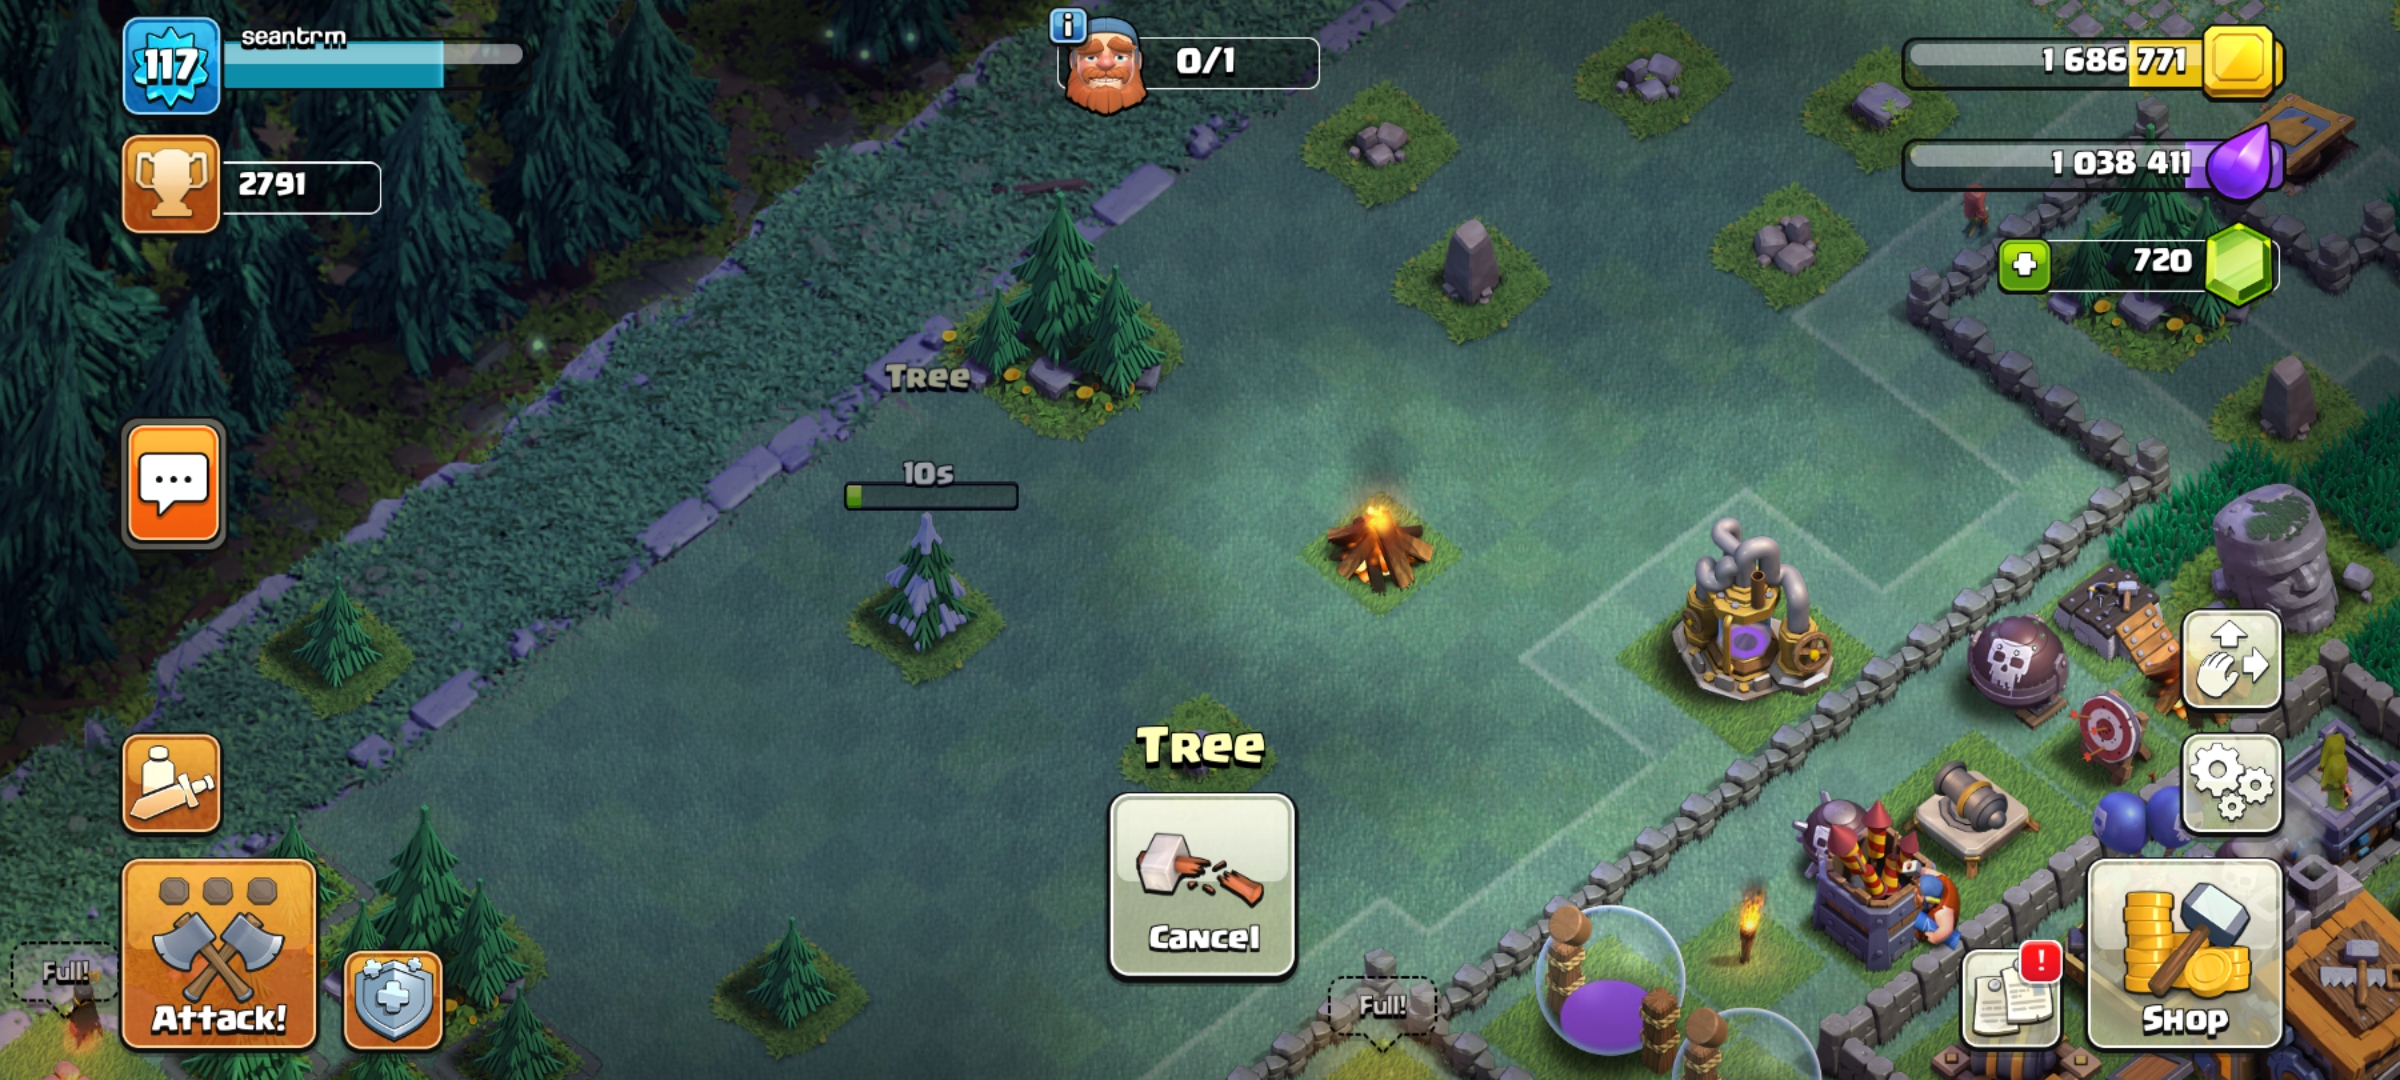 117
seantrm
i
0/1
1 686 771
2791
1 038 411
720
Tree
10s
Tree
Cancel
Full!
Attack!
Full!
!
Shop